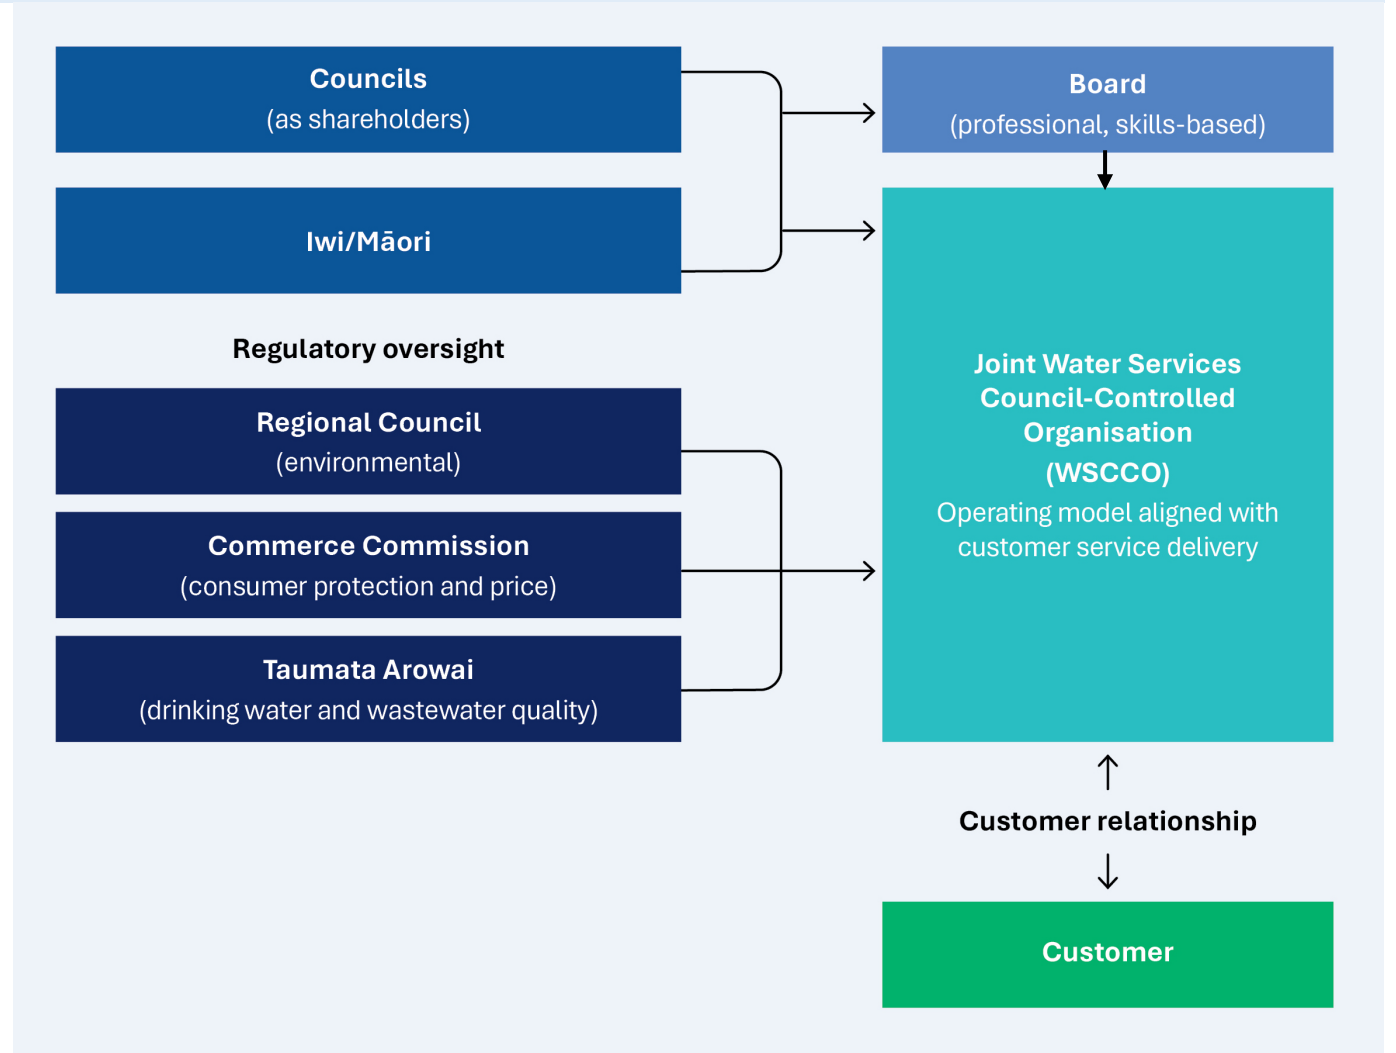 Councils
(as shareholders)
Iwi/Māori
Regulatory oversight
Regional Council
(environmental)
Commerce Commission
(consumer protection and price)
Taumata Arowai
(drinking water and wastewater quality)
Board
(professional, skills-based)
Joint Water Services
Council-Controlled
Organisation
(WSCCO)
Operating model aligned with
customer service delivery
Customer relationship
Customer